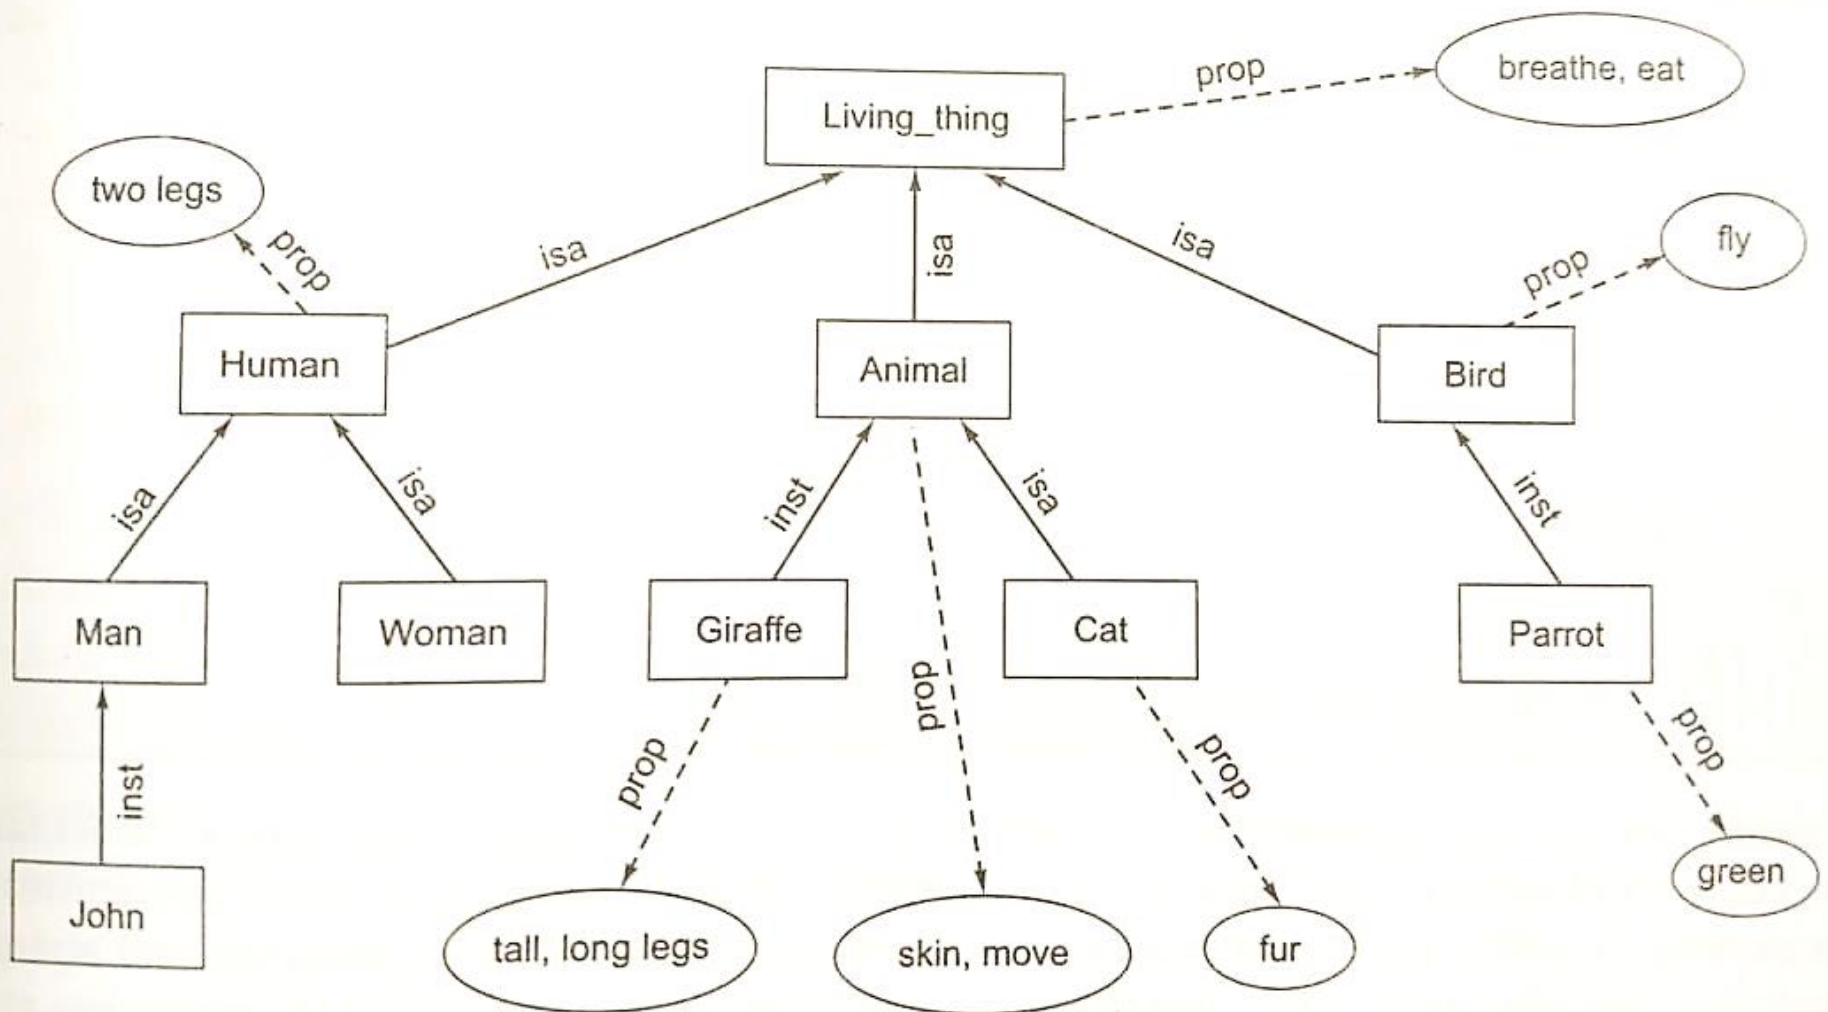 prop
breathe, eat
Living_thing
two legs
prop
isa
isa
isa
prop
fly
Human
Animal
Bird
isa
isa
inst
isa
inst
Man
Woman
Giraffe
Cat
Parrot
inst
prop
prop
prop
prop
John
tall, long legs
skin, move
fur
green